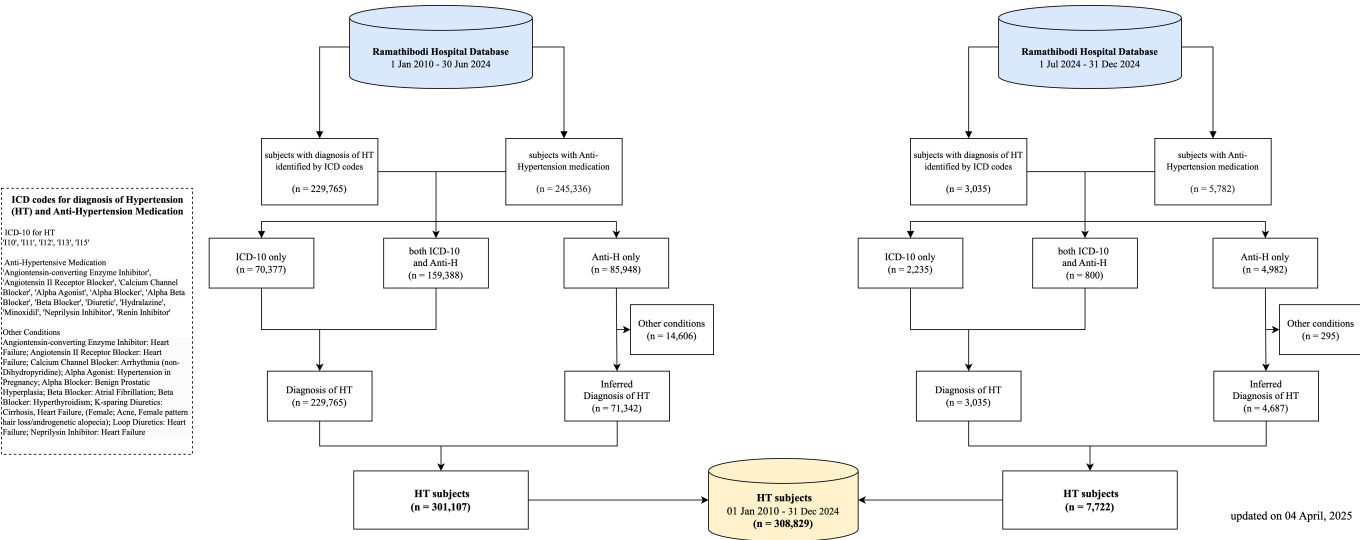 Ramathibodi Hospital Database
1 Jan 2010 - 30 Jun 2024
subjects with diagnosis of HT
identified by ICD codes
(n = 229,765)
subjects with Anti-
Hypertension medication
(n = 245,336)
ICD-10 only
(n = 70,377)
both ICD-10
and Anti-H
(n = 159,388)
Anti-H only
(n = 85,948)
Other conditions
(n = 14,606)
Diagnosis of HT
(n = 229,765)
Inferred
Diagnosis of HT
(n = 71,342)
HT subjects
(n = 301,107)
Ramathibodi Hospital Database
1 Jul 2024 - 31 Dec 2024
subjects with diagnosis of HT
identified by ICD codes
(n = 3,035)
subjects with Anti-
Hypertension medication
(n = 5,782)
ICD-10 only
(n = 2,235)
both ICD-10
and Anti-H
(n = 800)
Anti-H only
(n = 4,982)
Other conditions
(n = 295)
Diagnosis of HT
(n = 3,035)
Inferred
Diagnosis of HT
(n = 4,687)
HT subjects
(n = 7,722)
HT subjects
01 Jan 2010 - 31 Dec 2024
(n = 308,829)
ICD codes for diagnosis of Hypertension
(HT) and Anti-Hypertension Medication
ICD-10 for HT
'I10', 'I11', 'I12', 'I13', 'I15'
Anti-Hypertensive Medication
'Angiontensin-converting Enzyme Inhibitor',
'Angiotensin II Receptor Blocker', 'Calcium Channel
Blocker', 'Alpha Agonist', 'Alpha Blocker', 'Alpha Beta
Blocker', 'Beta Blocker', 'Diuretic', 'Hydralazine',
'Minoxidil', 'Neprilysin Inhibitor', 'Renin Inhibitor'
Other Conditions
Angiontensin-converting Enzyme Inhibitor: Heart
Failure; Angiotensin II Receptor Blocker: Heart
Failure; Calcium Channel Blocker: Arrhythmia (non-
Dihydropyridine); Alpha Agonist: Hypertension in
Pregnancy; Alpha Blocker: Benign Prostatic
Hyperplasia; Beta Blocker: Atrial Fibrillation; Beta
Blocker: Hyperthyroidism; K-sparing Diuretics:
Cirrhosis, Heart Failure, (Female; Acne, Female pattern
hair loss/androgenetic alopecia); Loop Diuretics: Heart
Failure; Neprilysin Inhibitor: Heart Failure
updated on 04 April, 2025